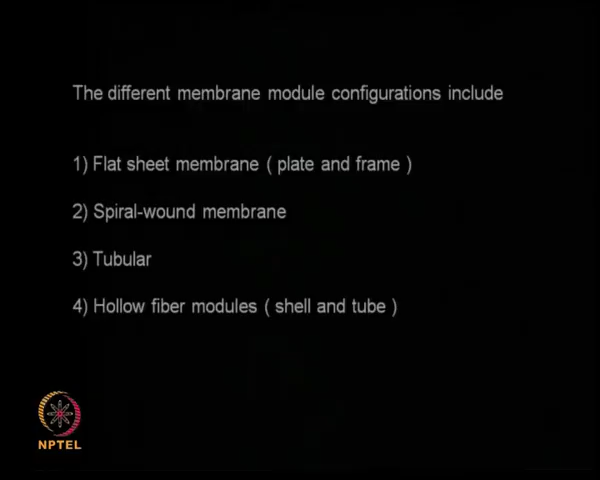 The different membrane module configurations include
1) Flat sheet membrane ( plate and frame )
2) Spiral-wound membrane
3) Tubular
4) Hollow fiber modules ( shell and tube )
NPTEL